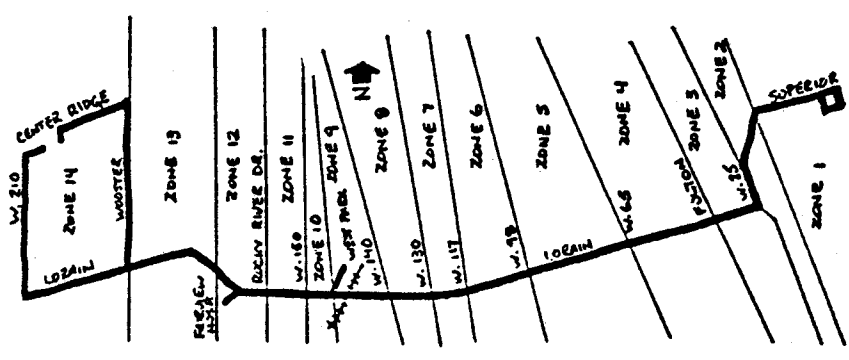 CENTER RIDGE
W. 210
ZONE 14
WOOSTER
LORAIN
ZONE 13
FAIRVIEW
ZONE 12
ROCKY RIVER DR.
ZONE 11
W. 150
ZONE 10
ZONE 9
WEST PARK
W. 140
N
ZONE 8
W. 130
ZONE 7
W. 117
ZONE 6
W. 98
ZONE 5
LORAIN
ZONE 4
W. 65
FULTON
ZONE 3
W. 25
ZONE 2
SUPERIOR
ZONE 1